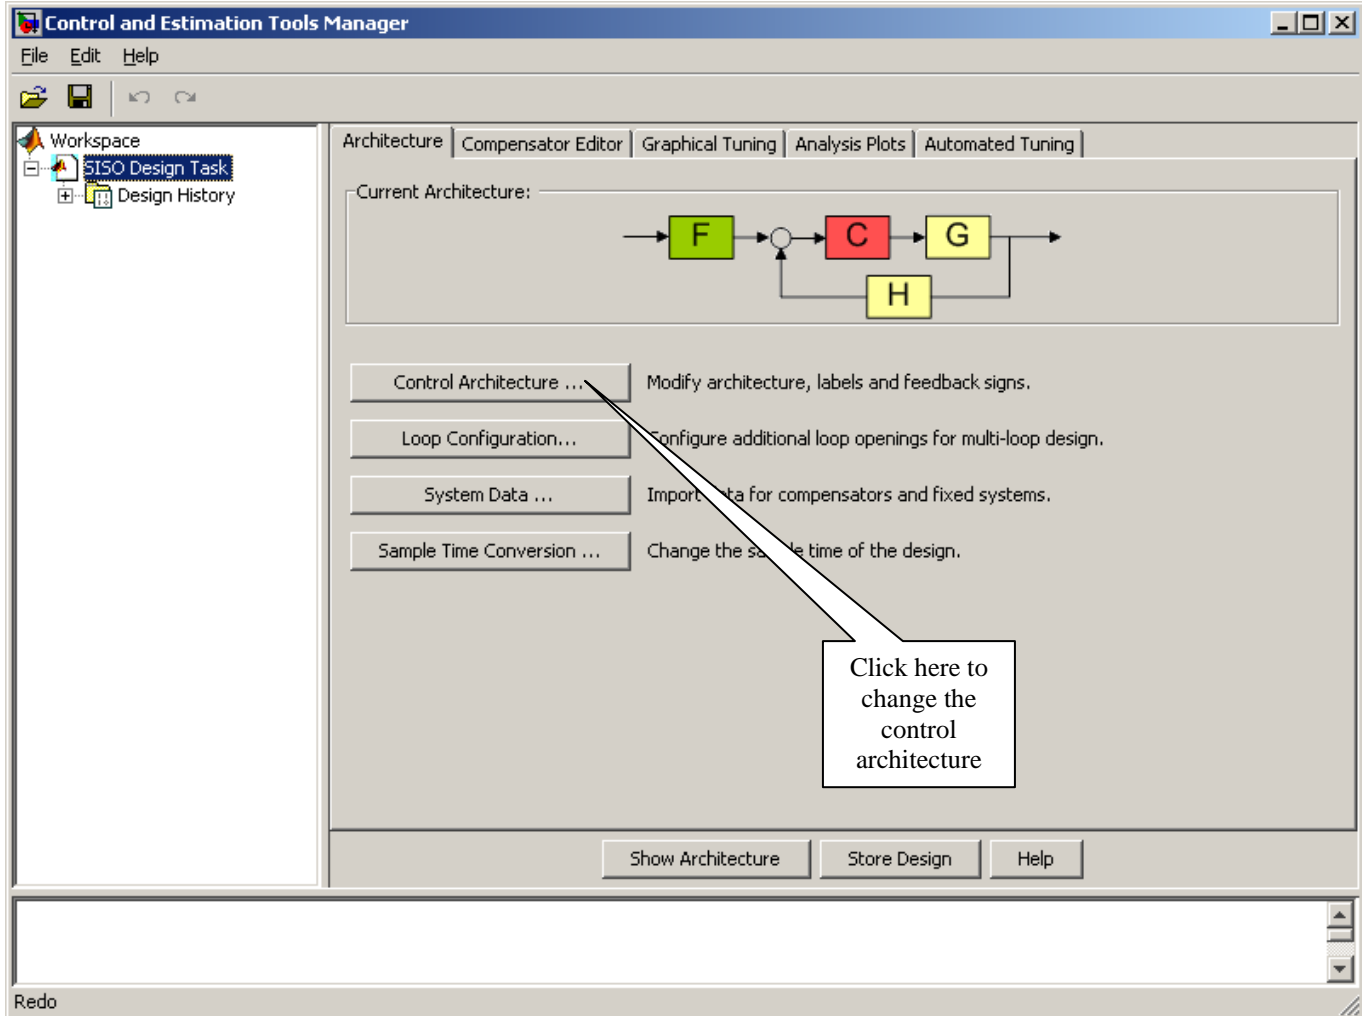 Control and Estimation Tools Manager
File Edit Help
Workspace
SISO Design Task
Design History
Architecture Compensator Editor Graphical Tuning Analysis Plots Automated Tuning
Current Architecture:
F C G
H
Control Architecture ... Modify architecture, labels and feedback signs.
Loop Configuration... Configure additional loop openings for multi-loop design.
System Data ... Import data for compensators and fixed systems.
Sample Time Conversion ... Change the sample time of the design.
Click here to
change the
control
architecture
Show Architecture Store Design Help
Redo